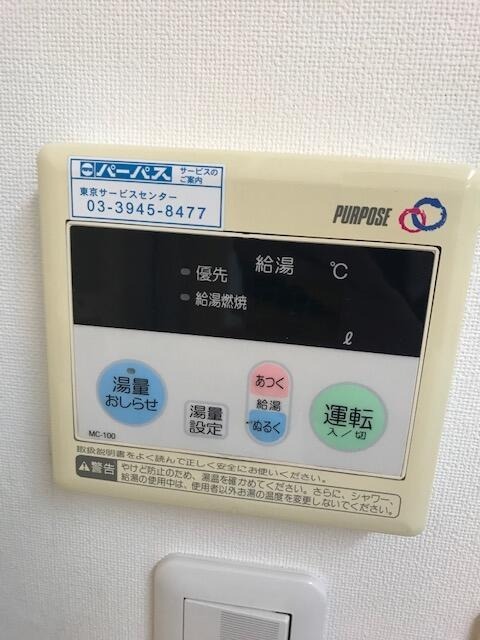 パーパス サービスのご案内
東京サービスセンター
03-3945-8477
PURPOSE
優先 給湯 ℃
給湯燃焼
ℓ
湯量おしらせ
湯量設定
あつく
給湯
ぬるく
運転
入/切
MC-100
取扱説明書をよく読んで正しく安全にお使いください。
警告 やけど防止のため、湯温を確かめてください。さらに、シャワー、
給湯の使用中は、使用者以外お湯の温度を変更しないでください。